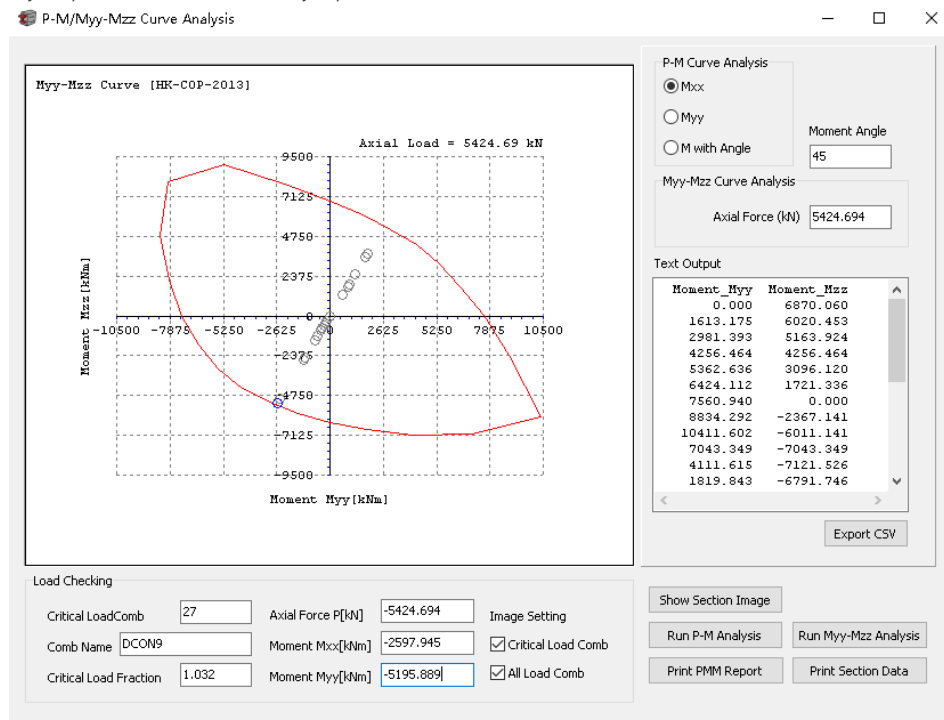 P-M/Myy-Mzz Curve Analysis
Myy-Mzz Curve [HK-COP-2013]
Axial Load = 5424.69 kN
9500
7125
4750
2375
0
-10500 -7875 -5250 -2625 0 2625 5250 7875 10500
-2375
-4750
-7125
-9500
Moment Mzz[kNm]
Moment Myy[kNm]
P-M Curve Analysis
Mxx
Myy
M with Angle
Moment Angle
45
Myy-Mzz Curve Analysis
Axial Force (kN) 5424.694
Text Output
Moment_Myy Moment_Mzz
0.000 6870.060
1613.175 6020.453
2981.393 5163.924
4256.464 4256.464
5362.636 3096.120
6424.112 1721.336
7560.940 0.000
8834.292 -2367.141
10411.602 -6011.141
7043.349 -7043.349
4111.615 -7121.526
1819.843 -6791.746
Export CSV
Load Checking
Critical LoadComb 27 Axial Force P[kN] -5424.694 Image Setting
Comb Name DCON9 Moment Mxx[kNm] -2597.945 Critical Load Comb
Critical Load Fraction 1.032 Moment Myy[kNm] -5195.889 All Load Comb
Show Section Image
Run P-M Analysis Run Myy-Mzz Analysis
Print PMM Report Print Section Data